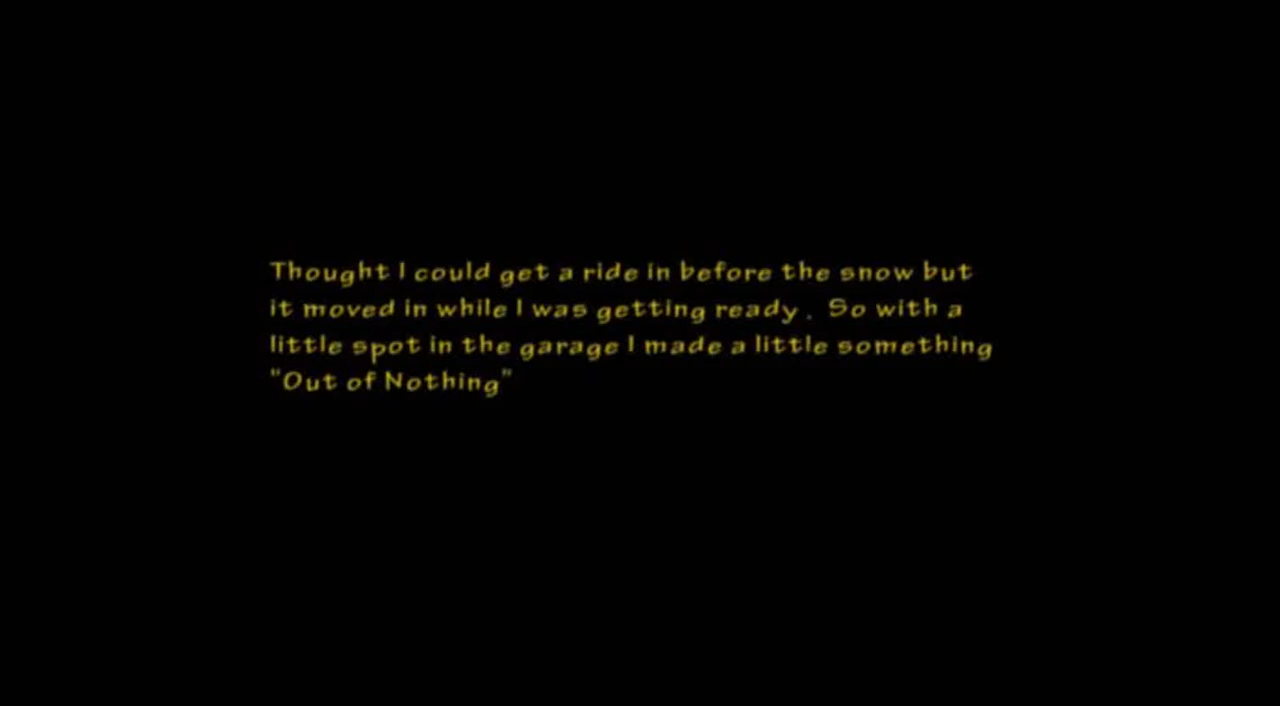 Thought I could get a ride in before the snow but
it moved in while I was getting ready. So with a
little spot in the garage I made a little something
"Out of Nothing"